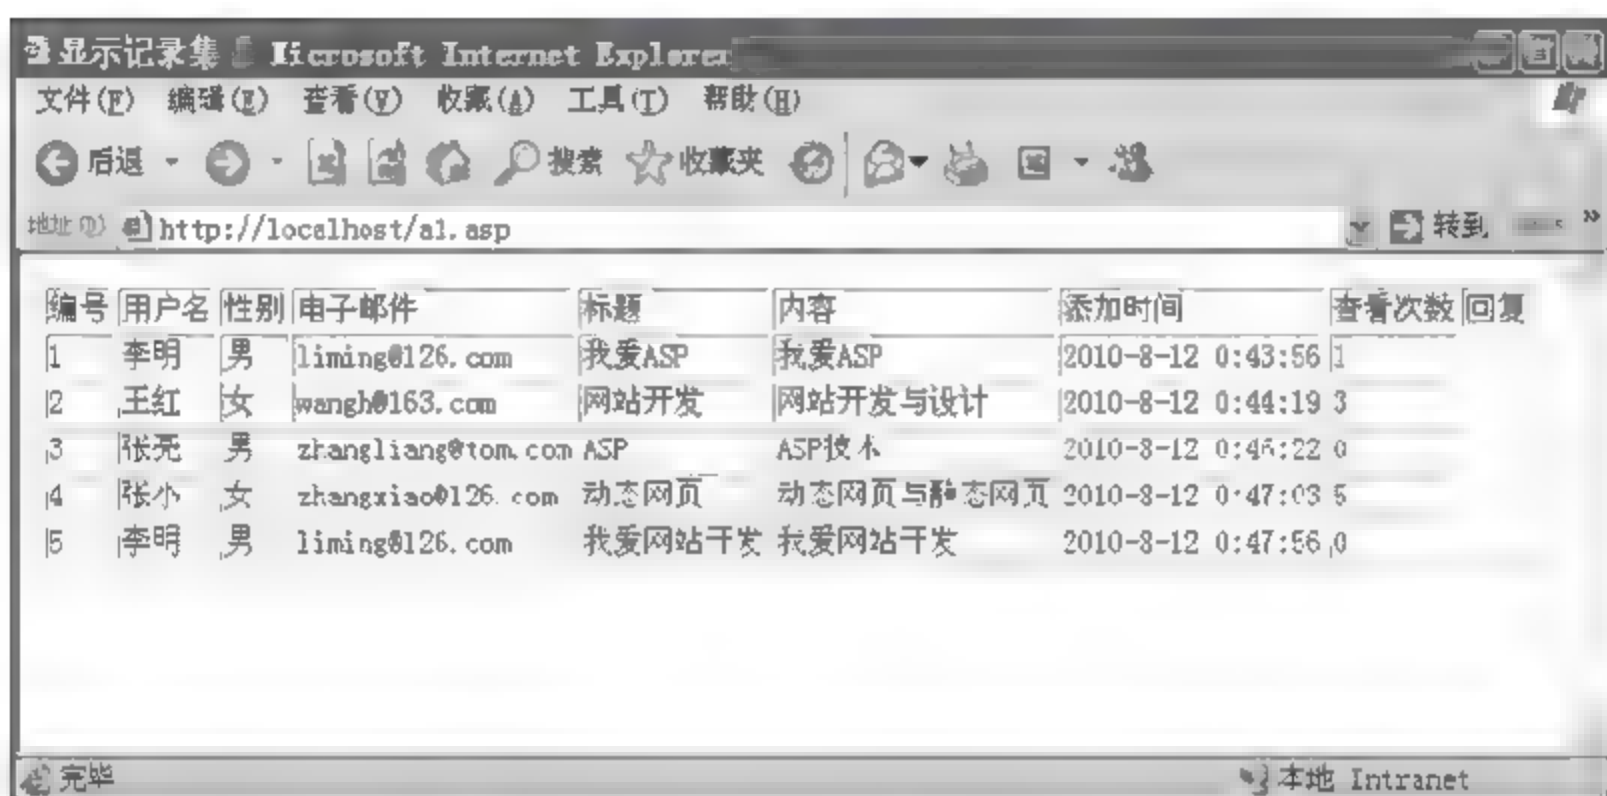 显示记录集 Microsoft Internet Explorer
文件(F) 编辑(E) 查看(V) 收藏(A) 工具(T) 帮助(H)
后退 搜索 收藏夹
地址(D) http://localhost/a1.asp 转到 »
编号 用户名 性别 电子邮件 标题 内容 添加时间 查看次数 回复
1 李明 男 liming@126.com 我爱ASP 我爱ASP 2010-8-12 0:43:56 1
2 王红 女 wangh@163.com 网站开发 网站开发与设计 2010-8-12 0:44:19 3
3 张亮 男 zhangliang@tom.com ASP ASP技术 2010-8-12 0:46:22 0
4 张小 女 zhangxiao@126.com 动态网页 动态网页与静态网页 2010-8-12 0:47:03 5
5 李明 男 liming@126.com 我爱网站开发 我爱网站开发 2010-8-12 0:47:56 0
完毕 本地 Intranet